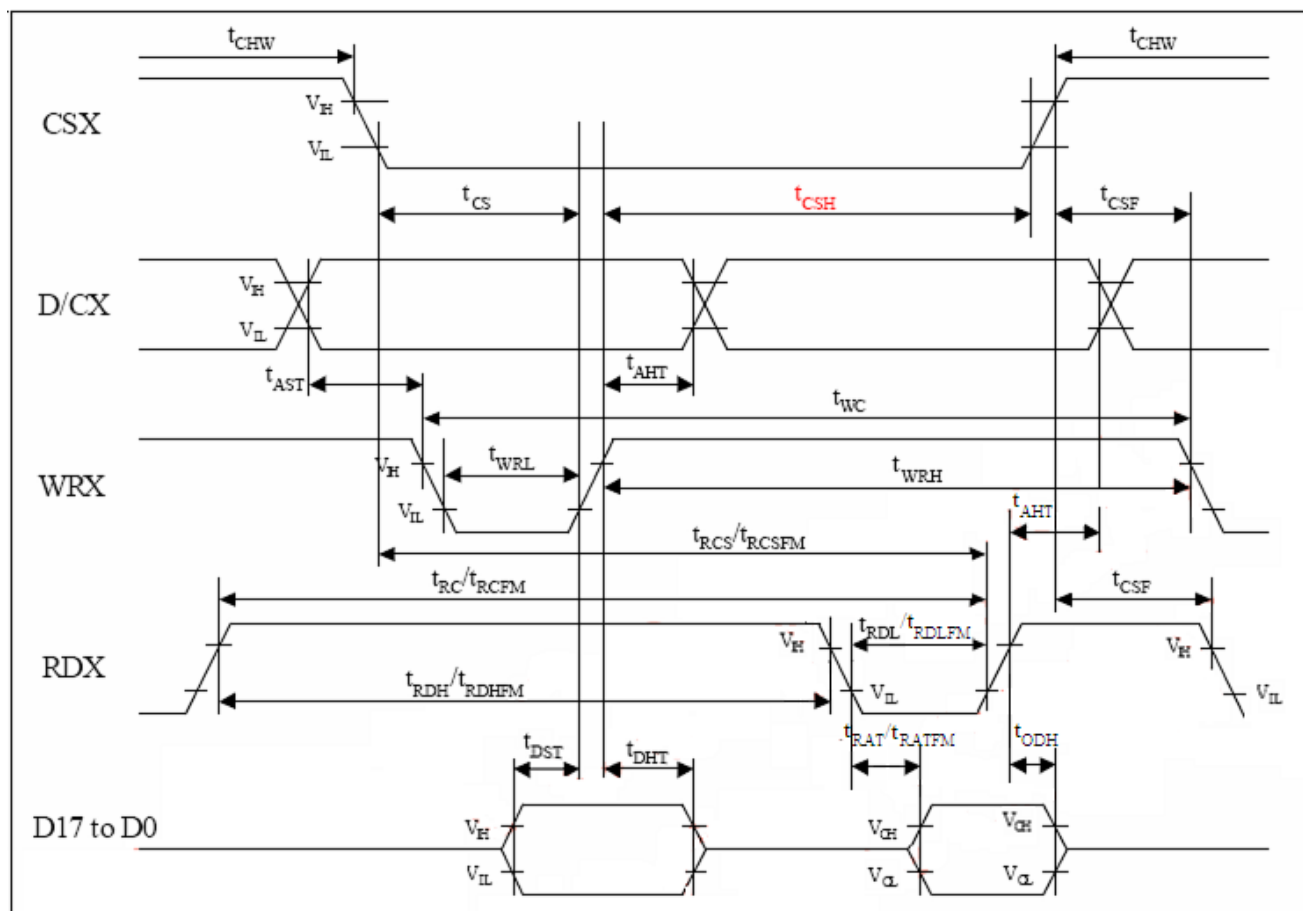 tCHW tCHW
VIH
CSX
VIL
tCS tCSH tCSF
VIH
D/CX
VIL
tAST tAHT
tWC
VIH tWRL
WRX tWRH
VIL tAHT
tRCS/tRCSFM
tRC/tRCFM tCSF
VIH tRDL/tRDLFM VIH
RDX
tRDH/tRDHFM VIL VIL
tDST tDHT tRAT/tRATFM tODH
D17 to D0 VIH VOH VOH
VIL VOL VOL